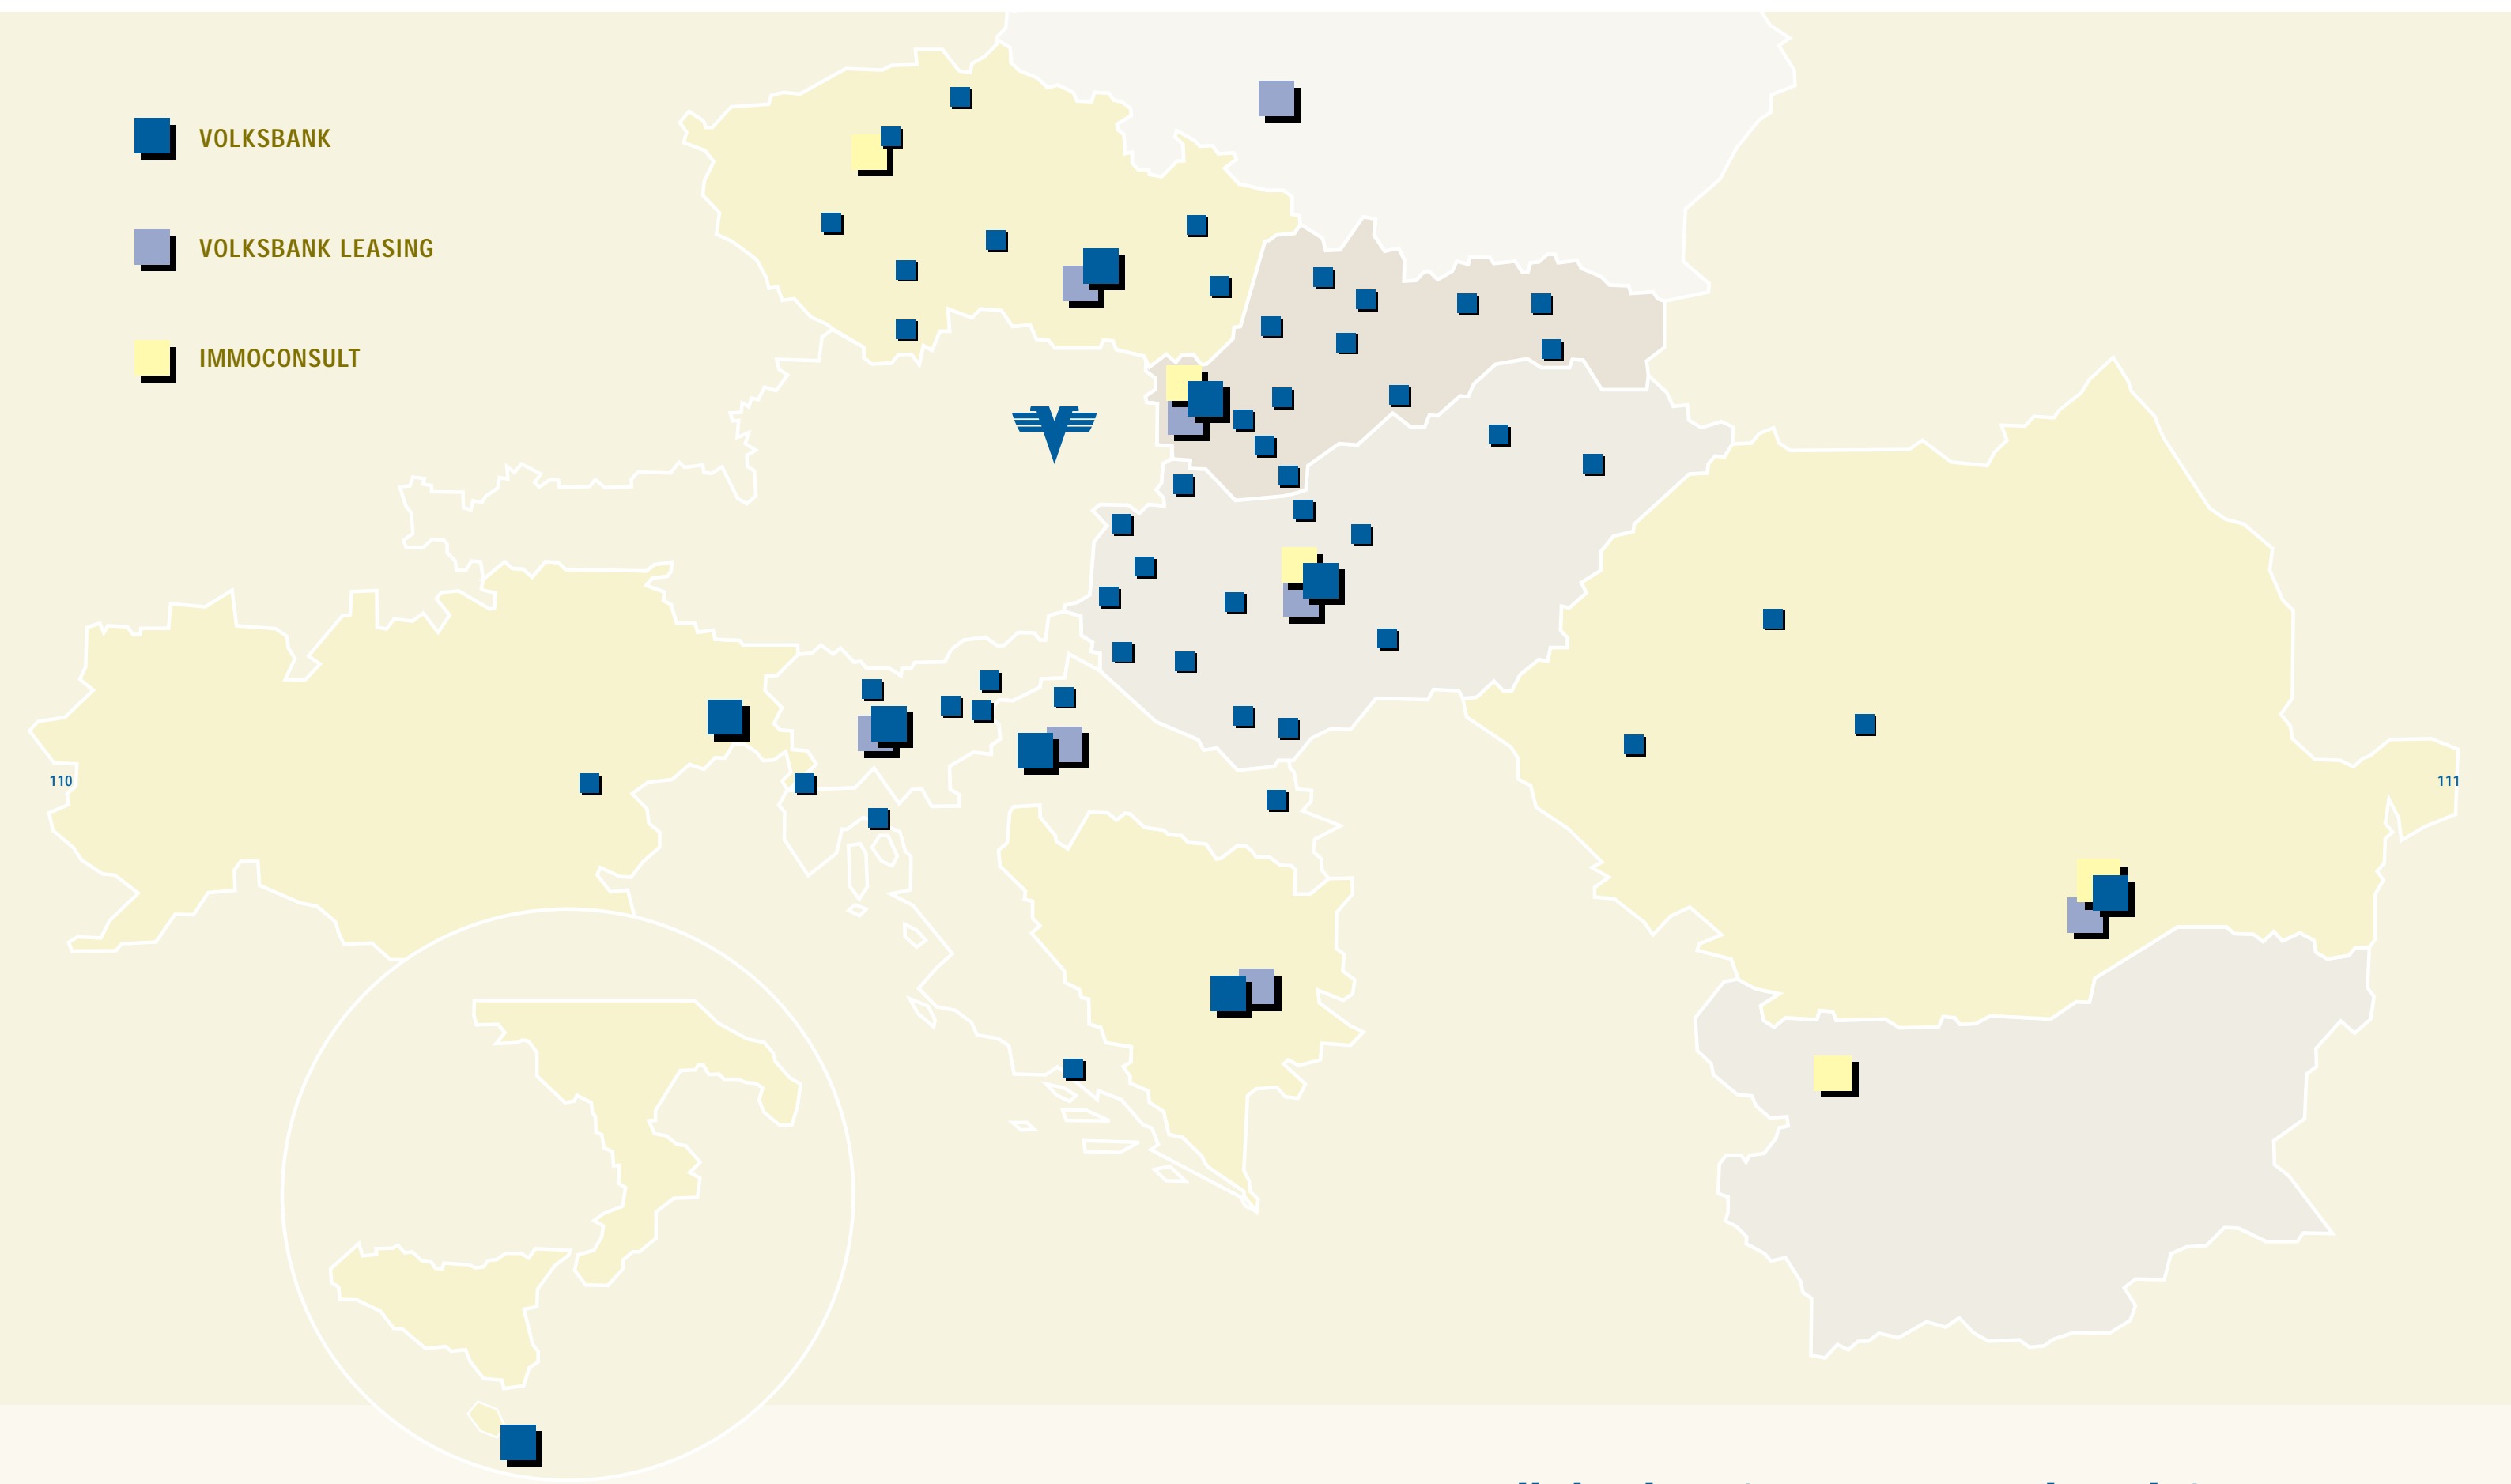 VOLKSBANK
VOLKSBANK LEASING
IMMOCONSULT
110
111